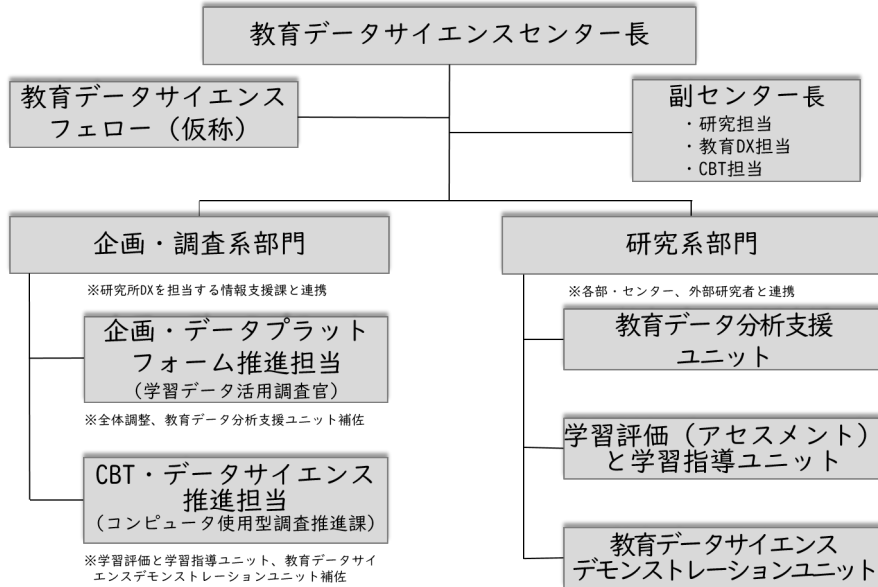 教育データサイエンスセンター長
教育データサイエンス
フェロー（仮称）
副センター長
・研究担当
・教育DX担当
・CBT担当
企画・調査系部門
※研究所DXを担当する情報支援課と連携
企画・データプラット
フォーム推進担当
（学習データ活用調査官）
※全体調整、教育データ分析支援ユニット補佐
CBT・データサイエンス
推進担当
（コンピュータ使用型調査推進課）
※学習評価と学習指導ユニット、教育データサイ
エンスデモンストレーションユニット補佐
研究系部門
※各部・センター、外部研究者と連携
教育データ分析支援
ユニット
学習評価（アセスメント）
と学習指導ユニット
教育データサイエンス
デモンストレーションユニット